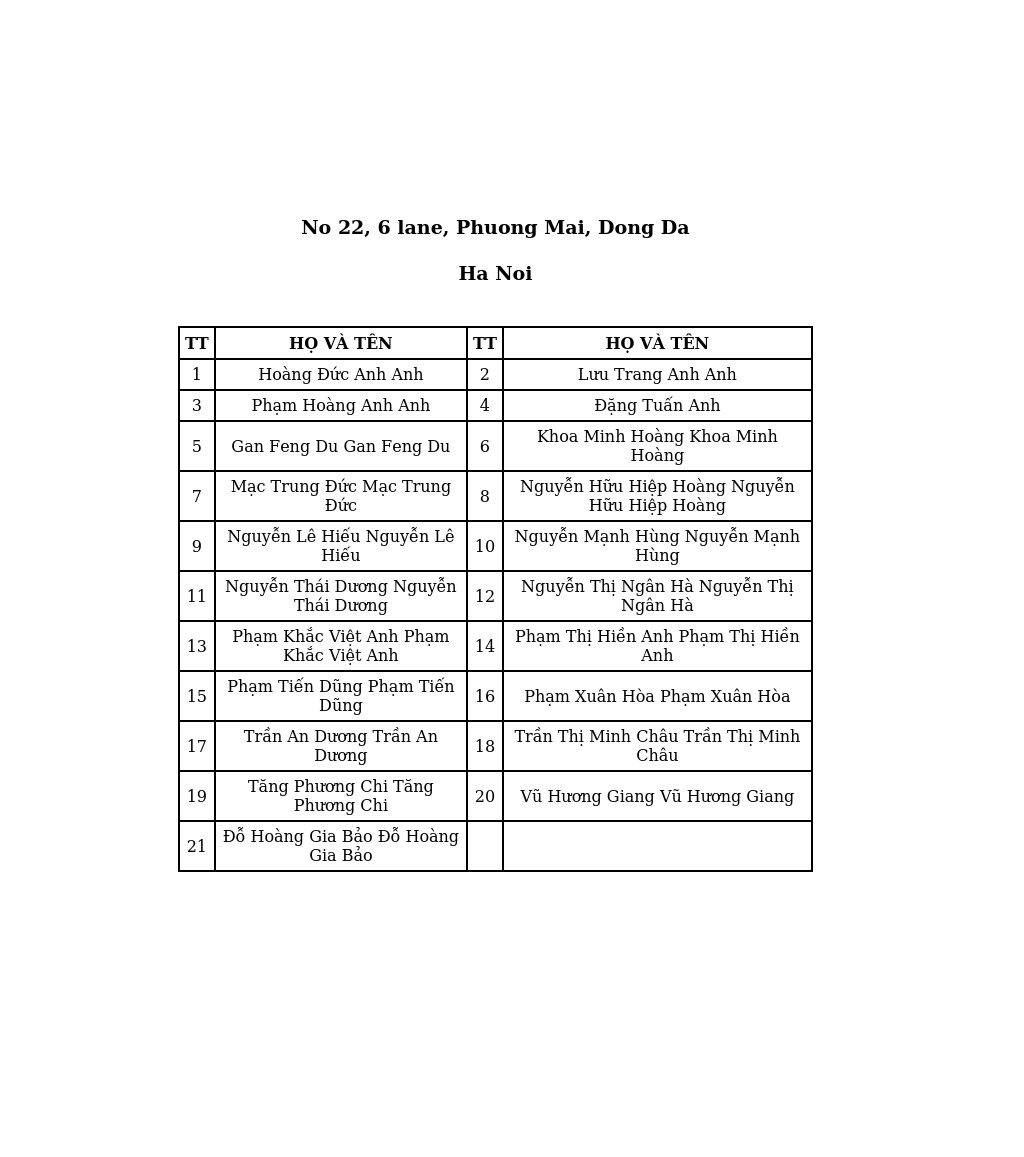 No 22, 6 lane, Phuong Mai, Dong Da
Ha Noi
TT HỌ VÀ TÊN TT HỌ VÀ TÊN
1 Hoàng Đức Anh Anh 2 Lưu Trang Anh Anh
3 Phạm Hoàng Anh Anh 4 Đặng Tuấn Anh
5 Gan Feng Du Gan Feng Du 6 Khoa Minh Hoàng Khoa Minh
Hoàng
7 Mạc Trung Đức Mạc Trung
Đức
8 Nguyễn Hữu Hiệp Hoàng Nguyễn
Hữu Hiệp Hoàng
9 Nguyễn Lê Hiếu Nguyễn Lê
Hiếu
10 Nguyễn Mạnh Hùng Nguyễn Mạnh
Hùng
11 Nguyễn Thái Dương Nguyễn
Thái Dương
12 Nguyễn Thị Ngân Hà Nguyễn Thị
Ngân Hà
13 Phạm Khắc Việt Anh Phạm
Khắc Việt Anh
14 Phạm Thị Hiền Anh Phạm Thị Hiền
Anh
15 Phạm Tiến Dũng Phạm Tiến
Dũng
16 Phạm Xuân Hòa Phạm Xuân Hòa
17 Trần An Dương Trần An
Dương
18 Trần Thị Minh Châu Trần Thị Minh
Châu
19 Tăng Phương Chi Tăng
Phương Chi
20 Vũ Hương Giang Vũ Hương Giang
21 Đỗ Hoàng Gia Bảo Đỗ Hoàng
Gia Bảo